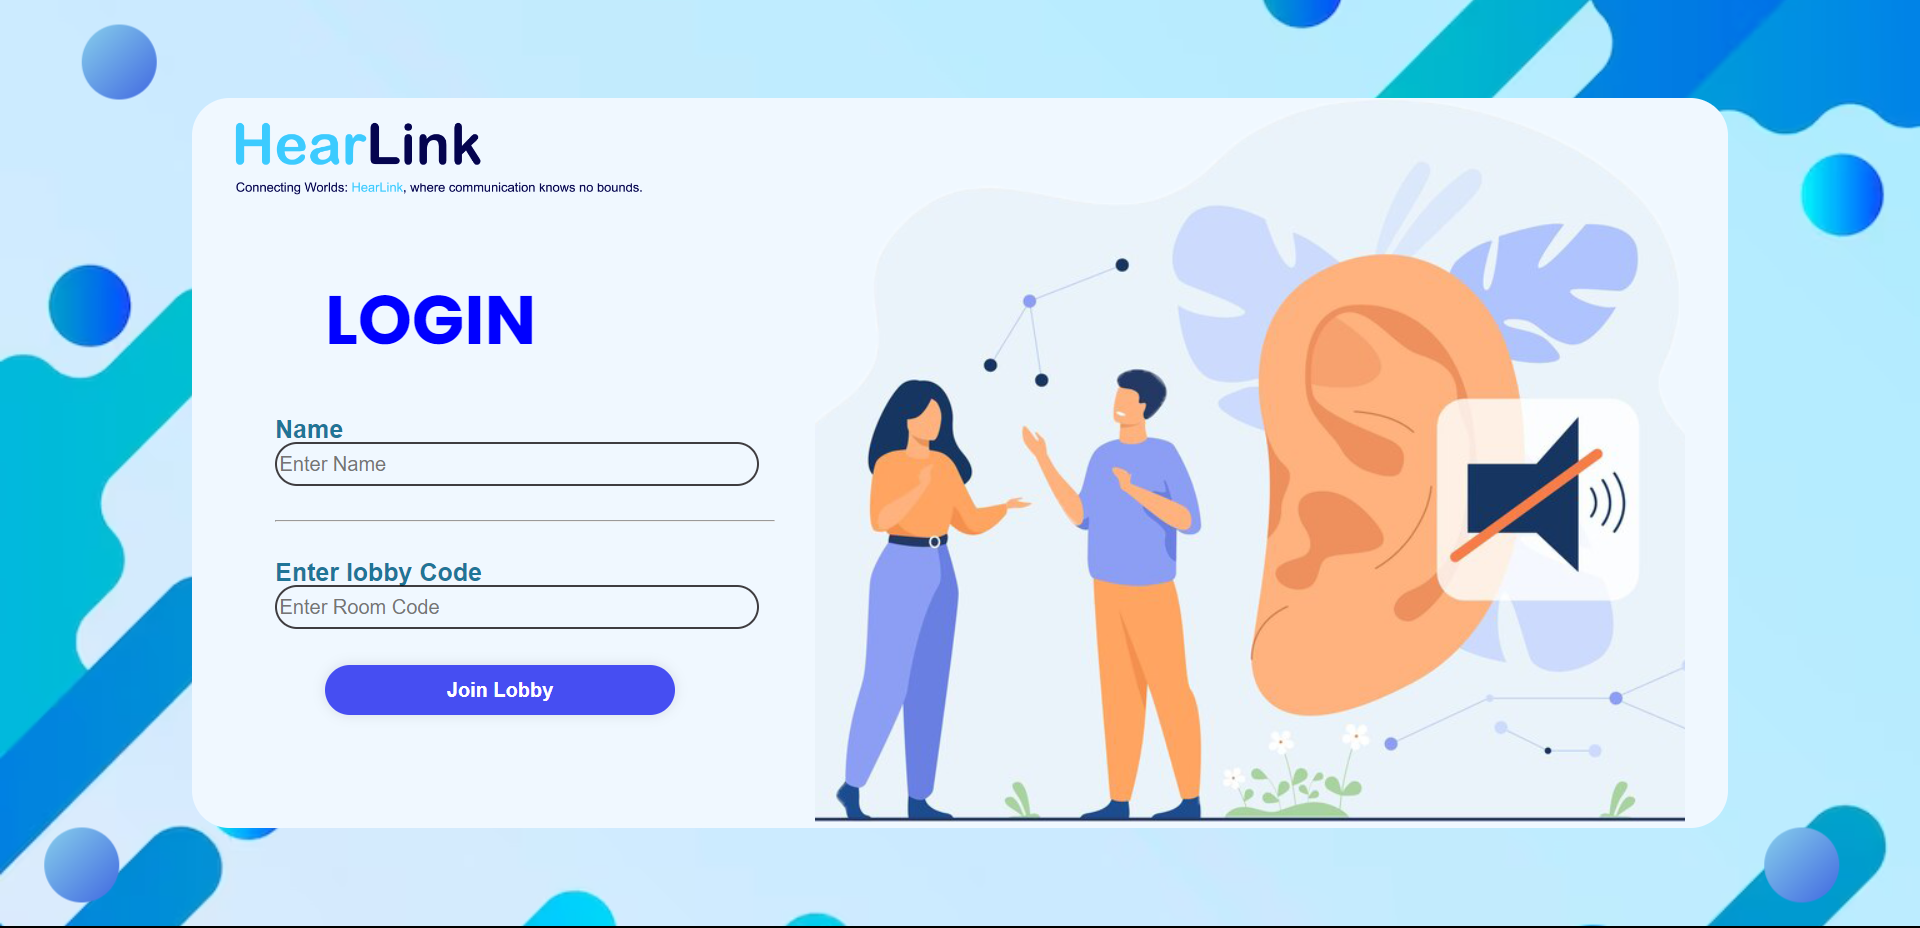 HearLink
Connecting Worlds: HearLink, where communication knows no bounds.
LOGIN
Name
Enter Name
Enter lobby Code
Enter Room Code
Join Lobby